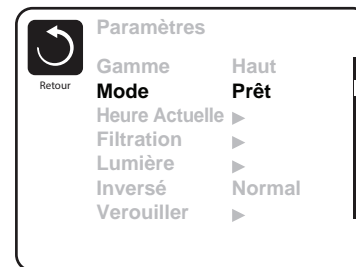 Paramètres
Retour
Gamme Haut
Mode Prêt
Heure Actuelle ▶
Filtration ▶
Lumière ▶
Inversé Normal
Verouiller ▶